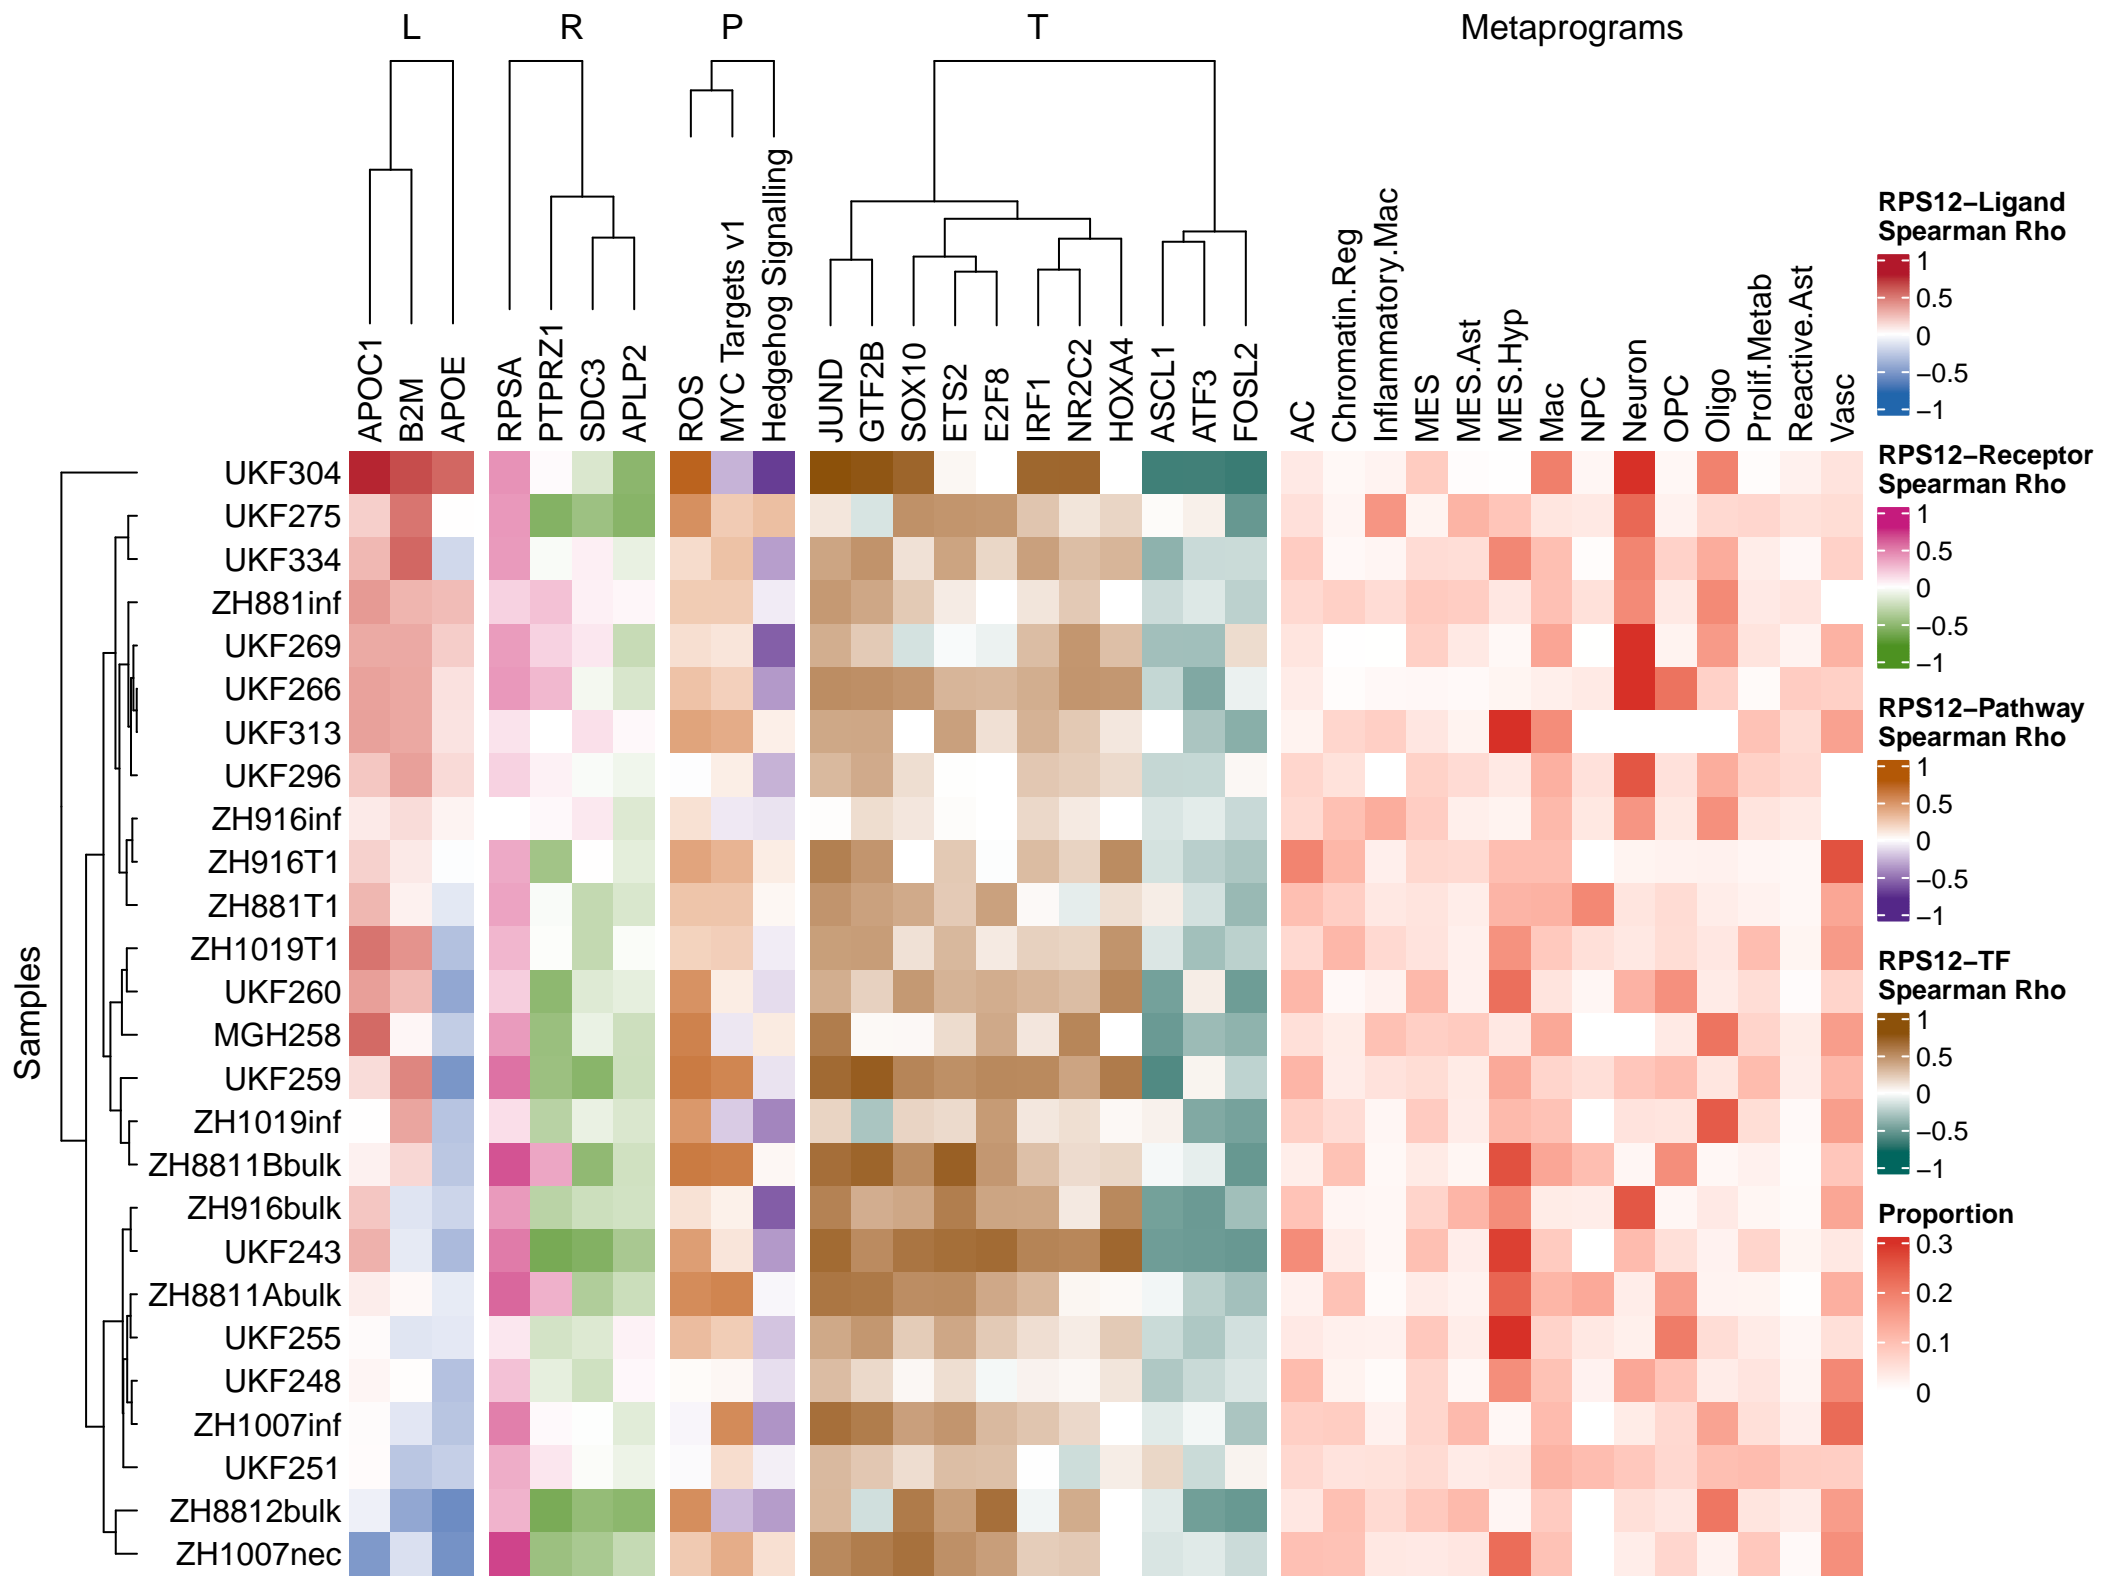 L R P T Metaprograms
APOC1
B2M
APOE
RPSA
PTPRZ1
SDC3
APLP2
ROS
MYC Targets v1
Hedgehog Signalling
JUND
GTF2B
SOX10
ETS2
E2F8
IRF1
NR2C2
HOXA4
ASCL1
ATF3
FOSL2
AC
Chromatin.Reg
Inflammatory.Mac
MES
MES.Ast
MES.Hyp
Mac
NPC
Neuron
OPC
Oligo
Prolif.Metab
Reactive.Ast
Vasc
Samples
UKF304
UKF275
UKF334
ZH881inf
UKF269
UKF266
UKF313
UKF296
ZH916inf
ZH916T1
ZH881T1
ZH1019T1
UKF260
MGH258
UKF259
ZH1019inf
ZH8811Bbulk
ZH916bulk
UKF243
ZH8811Abulk
UKF255
UKF248
ZH1007inf
UKF251
ZH8812bulk
ZH1007nec
RPS12−Ligand
Spearman Rho
1
0.5
0
−0.5
−1
RPS12−Receptor
Spearman Rho
1
0.5
0
−0.5
−1
RPS12−Pathway
Spearman Rho
1
0.5
0
−0.5
−1
RPS12−TF
Spearman Rho
1
0.5
0
−0.5
−1
Proportion
0.3
0.2
0.1
0